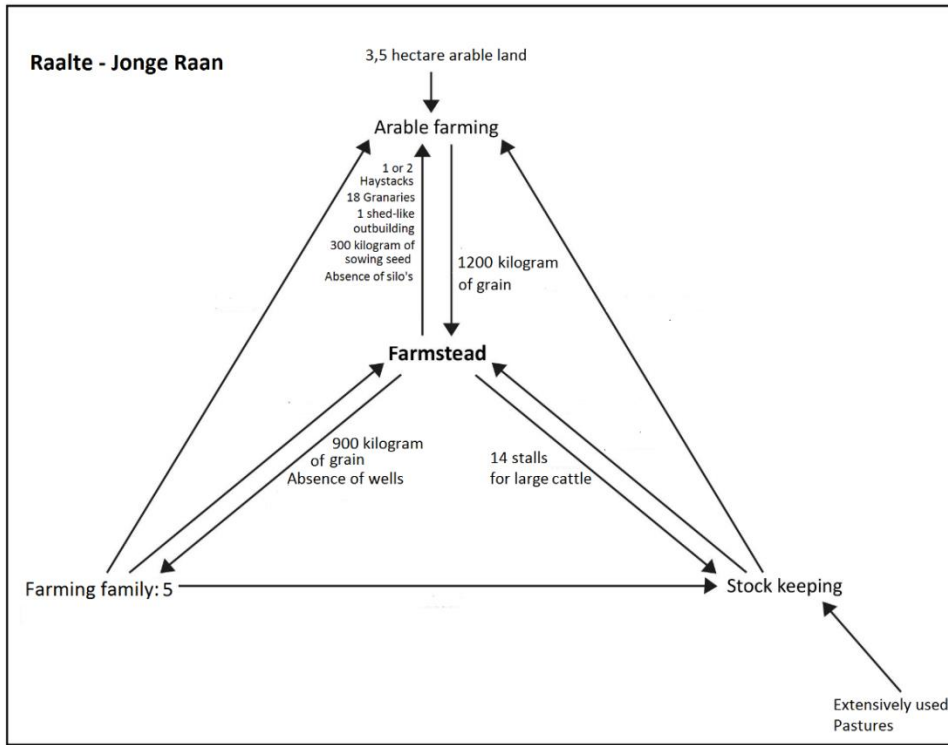 Raalte - Jonge Raan
3,5 hectare arable land
Arable farming
1 or 2
Haystacks
18 Granaries
1 shed-like
outbuilding
300 kilogram of
sowing seed
Absence of silo's
1200 kilogram
of grain
Farmstead
900 kilogram
of grain
Absence of wells
14 stalls
for large cattle
Farming family: 5
Stock keeping
Extensively used
Pastures